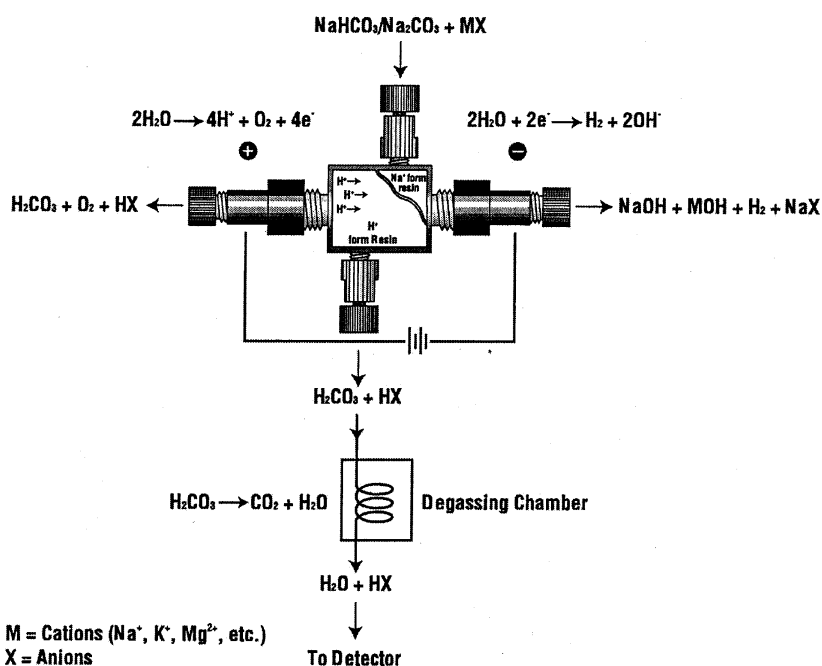 NaHCO₃/Na₂CO₃ + MX
2H₂O → 4H⁺ + O₂ + 4e⁻
2H₂O + 2e⁻ → H₂ + 2OH⁻
+
−
H⁺→
H⁺→
H⁺→
Na⁺ form
resin
H⁺
form Resin
H₂CO₃ + O₂ + HX
NaOH + MOH + H₂ + NaX
H₂CO₃ + HX
H₂CO₃ → CO₂ + H₂O
Degassing Chamber
H₂O + HX
M = Cations (Na⁺, K⁺, Mg²⁺, etc.)
X = Anions
To Detector